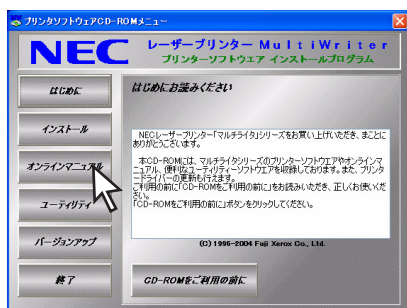 プリンタソフトウェアCD-ROMメニュー
NEC
レーザープリンター MultiWriter
プリンターソフトウエア インストールプログラム
はじめに
はじめにお読みください
インストール
オンラインマニュアル
ユーティリティ
バージョンアップ
終了
NECレーザープリンター「マルチライタ」シリーズをお買い上げいただき、まことに
ありがとうございます。
本CD-ROMには、マルチライタシリーズのプリンターソフトウエアやオンラインマ
ニュアル、便利なユーティリティーソフトウエアを収録しております。また、プリンタ
ードライバーの更新も行えます。
ご利用の前に「CD-ROMをご利用の前に」をお読みいただき、正しくお使いくだ
さい。
「CD-ROMをご利用の前に」ボタンをクリックしてください。
(C) 1996-2004 Fuji Xerox Co., Ltd.
CD-ROMをご利用の前に